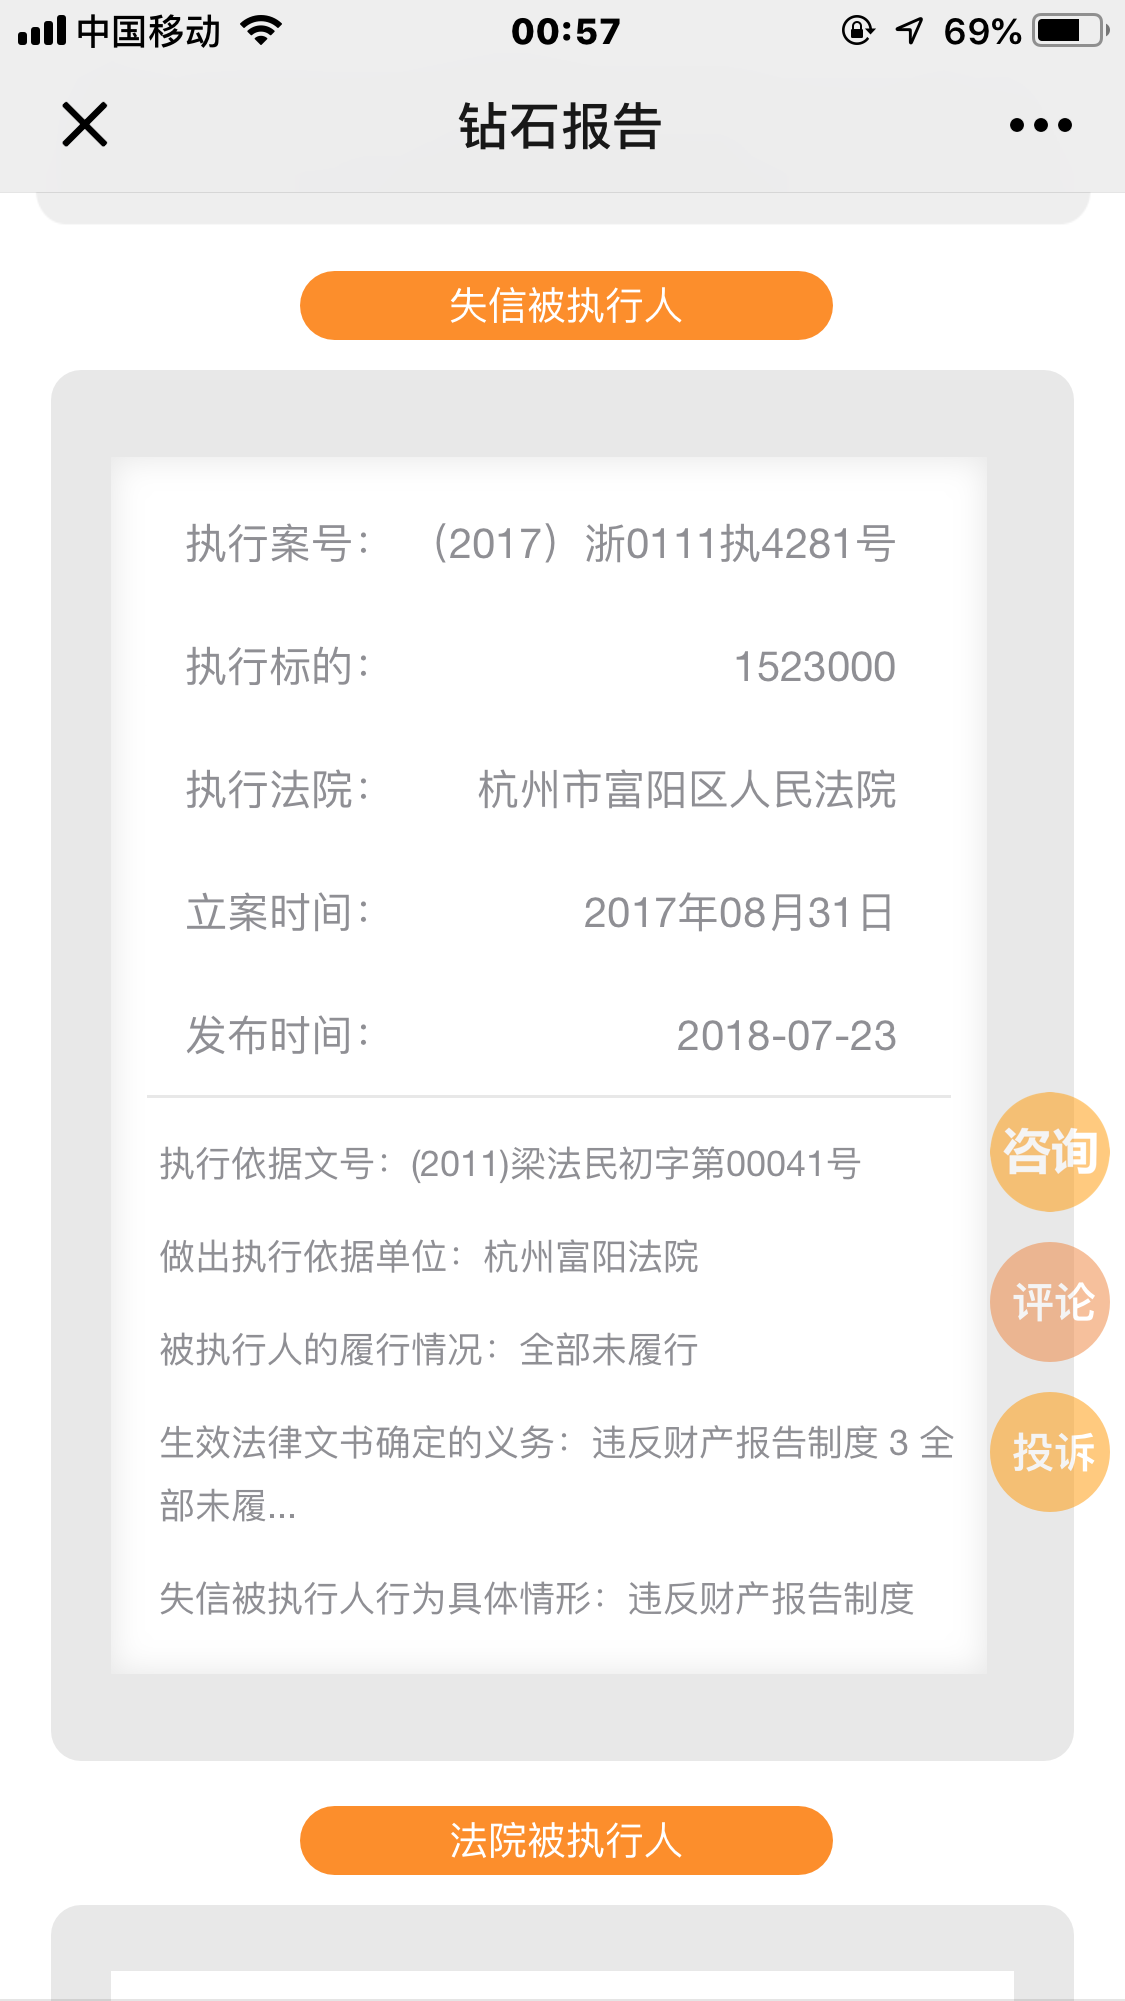 中国移动 00:57 69%
钻石报告
失信被执行人
执行案号： （2017）浙0111执4281号
执行标的： 1523000
执行法院： 杭州市富阳区人民法院
立案时间： 2017年08月31日
发布时间： 2018-07-23
执行依据文号：(2011)梁法民初字第00041号
做出执行依据单位：杭州富阳法院
被执行人的履行情况：全部未履行
生效法律文书确定的义务：违反财产报告制度 3 全
部未履...
失信被执行人行为具体情形：违反财产报告制度
咨询
评论
投诉
法院被执行人